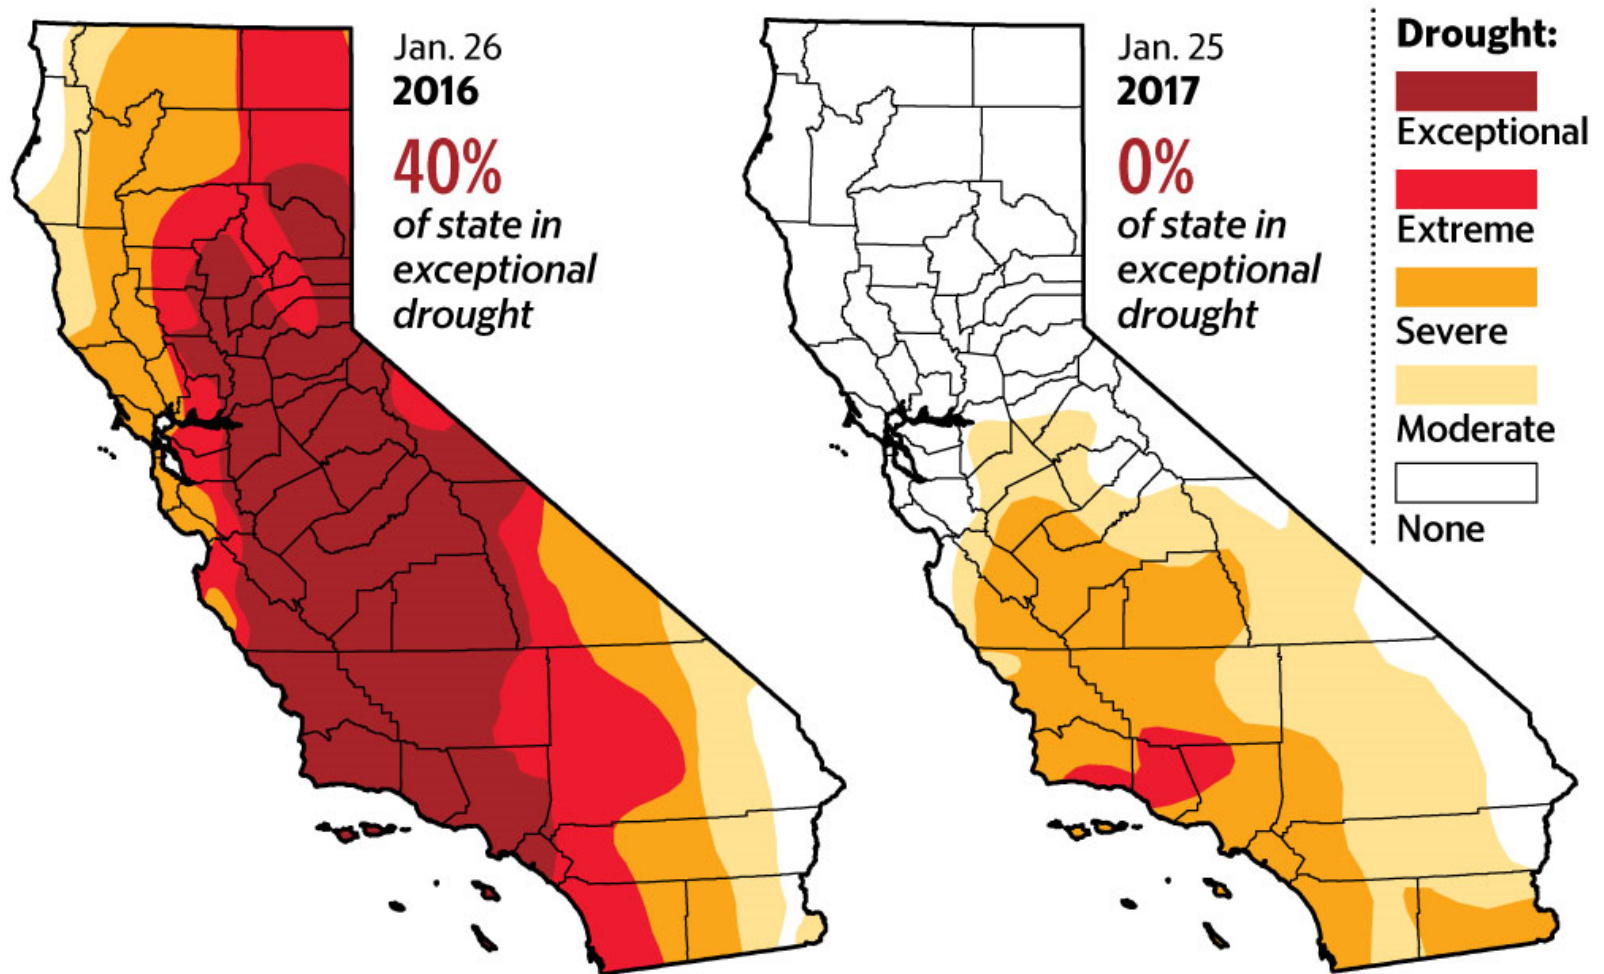 Jan. 26
2016
40%
of state in
exceptional
drought
Jan. 25
2017
0%
of state in
exceptional
drought
Drought:
Exceptional
Extreme
Severe
Moderate
None